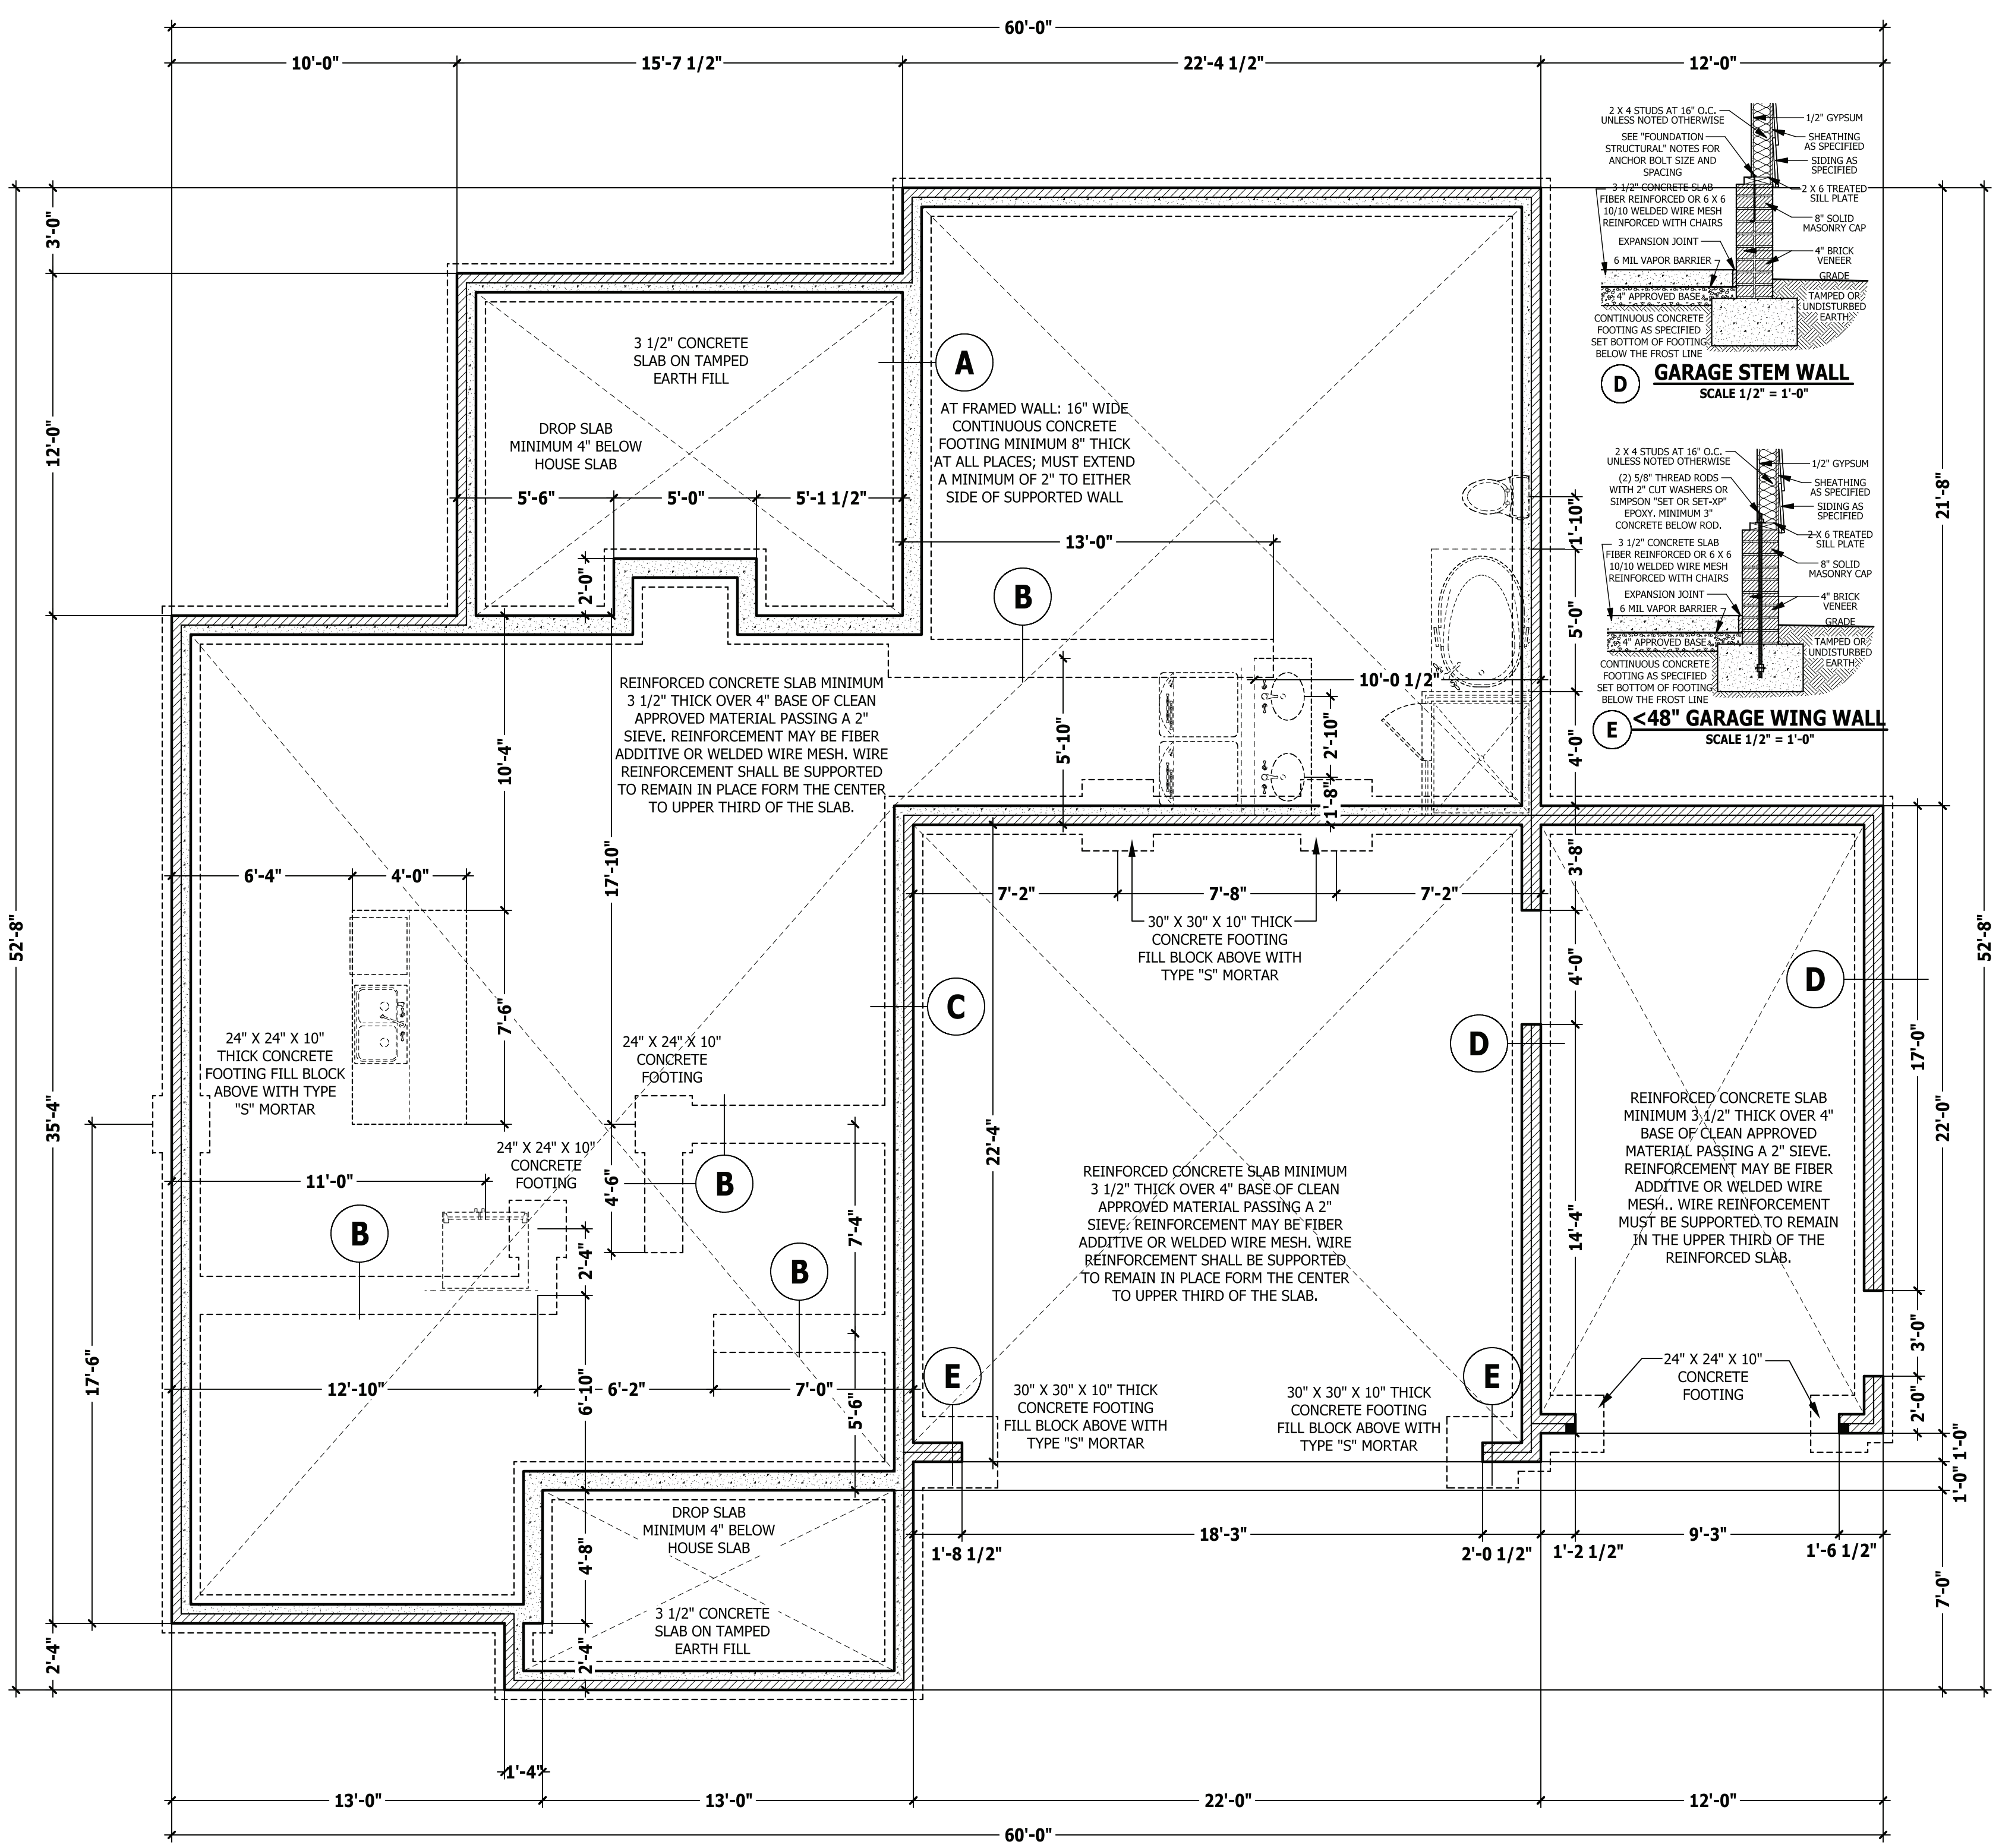 60'-0"
10'-0"
15'-7 1/2"
22'-4 1/2"
12'-0"
2 X 4 STUDS AT 16" O.C.
UNLESS NOTED OTHERWISE
SEE "FOUNDATION
STRUCTURAL" NOTES FOR
ANCHOR BOLT SIZE AND
SPACING
3 1/2" CONCRETE SLAB
FIBER REINFORCED OR 6 X 6
10/10 WELDED WIRE MESH
REINFORCED WITH CHAIRS
EXPANSION JOINT
6 MIL VAPOR BARRIER
4" APPROVED BASE
CONTINUOUS CONCRETE
FOOTING AS SPECIFIED
SET BOTTOM OF FOOTING
BELOW THE FROST LINE
1/2" GYPSUM
SHEATHING
AS SPECIFIED
SIDING AS
SPECIFIED
2 X 6 TREATED
SILL PLATE
8" SOLID
MASONRY CAP
4" BRICK
VENEER
GRADE
TAMPED OR
UNDISTURBED
EARTH
D
GARAGE STEM WALL
SCALE 1/2" = 1'-0"
2 X 4 STUDS AT 16" O.C.
UNLESS NOTED OTHERWISE
(2) 5/8" THREAD RODS
WITH 2" CUT WASHERS OR
SIMPSON "SET OR SET-XP"
EPOXY. MINIMUM 3"
CONCRETE BELOW ROD.
3 1/2" CONCRETE SLAB
FIBER REINFORCED OR 6 X 6
10/10 WELDED WIRE MESH
REINFORCED WITH CHAIRS
EXPANSION JOINT
6 MIL VAPOR BARRIER
4" APPROVED BASE
CONTINUOUS CONCRETE
FOOTING AS SPECIFIED
SET BOTTOM OF FOOTING
BELOW THE FROST LINE
1/2" GYPSUM
SHEATHING
AS SPECIFIED
SIDING AS
SPECIFIED
2 X 6 TREATED
SILL PLATE
8" SOLID
MASONRY CAP
4" BRICK
VENEER
GRADE
TAMPED OR
UNDISTURBED
EARTH
E
<48" GARAGE WING WALL
SCALE 1/2" = 1'-0"
3'-0"
12'-0"
52'-8"
35'-4"
2'-4"
17'-6"
3 1/2" CONCRETE
SLAB ON TAMPED
EARTH FILL
DROP SLAB
MINIMUM 4" BELOW
HOUSE SLAB
5'-6"
5'-0"
5'-1 1/2"
2'-0"
A
AT FRAMED WALL: 16" WIDE
CONTINUOUS CONCRETE
FOOTING MINIMUM 8" THICK
AT ALL PLACES; MUST EXTEND
A MINIMUM OF 2" TO EITHER
SIDE OF SUPPORTED WALL
13'-0"
B
1'-10"
5'-0"
4'-0"
10'-0 1/2"
5'-10"
2'-10"
1'-8"
REINFORCED CONCRETE SLAB MINIMUM
3 1/2" THICK OVER 4" BASE OF CLEAN
APPROVED MATERIAL PASSING A 2"
SIEVE. REINFORCEMENT MAY BE FIBER
ADDITIVE OR WELDED WIRE MESH. WIRE
REINFORCEMENT SHALL BE SUPPORTED
TO REMAIN IN PLACE FORM THE CENTER
TO UPPER THIRD OF THE SLAB.
10'-4"
17'-10"
6'-4"
4'-0"
7'-6"
24" X 24" X 10"
THICK CONCRETE
FOOTING FILL BLOCK
ABOVE WITH TYPE
"S" MORTAR
24" X 24" X 10"
CONCRETE
FOOTING
24" X 24" X 10"
CONCRETE
FOOTING
11'-0"
B
4'-6"
B
2'-4"
7'-4"
B
12'-10"
6'-10"
6'-2"
7'-0"
5'-6"
C
7'-2"
7'-8"
7'-2"
30" X 30" X 10" THICK
CONCRETE FOOTING
FILL BLOCK ABOVE WITH
TYPE "S" MORTAR
22'-4"
REINFORCED CONCRETE SLAB MINIMUM
3 1/2" THICK OVER 4" BASE OF CLEAN
APPROVED MATERIAL PASSING A 2"
SIEVE. REINFORCEMENT MAY BE FIBER
ADDITIVE OR WELDED WIRE MESH. WIRE
REINFORCEMENT SHALL BE SUPPORTED
TO REMAIN IN PLACE FORM THE CENTER
TO UPPER THIRD OF THE SLAB.
E
30" X 30" X 10" THICK
CONCRETE FOOTING
FILL BLOCK ABOVE WITH
TYPE "S" MORTAR
30" X 30" X 10" THICK
CONCRETE FOOTING
FILL BLOCK ABOVE WITH
TYPE "S" MORTAR
E
3'-8"
4'-0"
D
14'-4"
D
REINFORCED CONCRETE SLAB
MINIMUM 3 1/2" THICK OVER 4"
BASE OF CLEAN APPROVED
MATERIAL PASSING A 2" SIEVE.
REINFORCEMENT MAY BE FIBER
ADDITIVE OR WELDED WIRE
MESH.. WIRE REINFORCEMENT
MUST BE SUPPORTED TO REMAIN
IN THE UPPER THIRD OF THE
REINFORCED SLAB.
24" X 24" X 10"
CONCRETE
FOOTING
21'-8"
52'-8"
17'-0"
22'-0"
3'-0"
2'-0"
1'-0"
1'-0"
7'-0"
1'-8 1/2"
18'-3"
2'-0 1/2"
1'-2 1/2"
9'-3"
1'-6 1/2"
DROP SLAB
MINIMUM 4" BELOW
HOUSE SLAB
4'-8"
3 1/2" CONCRETE
SLAB ON TAMPED
EARTH FILL
2'-4"
1'-4"
13'-0"
13'-0"
22'-0"
12'-0"
60'-0"